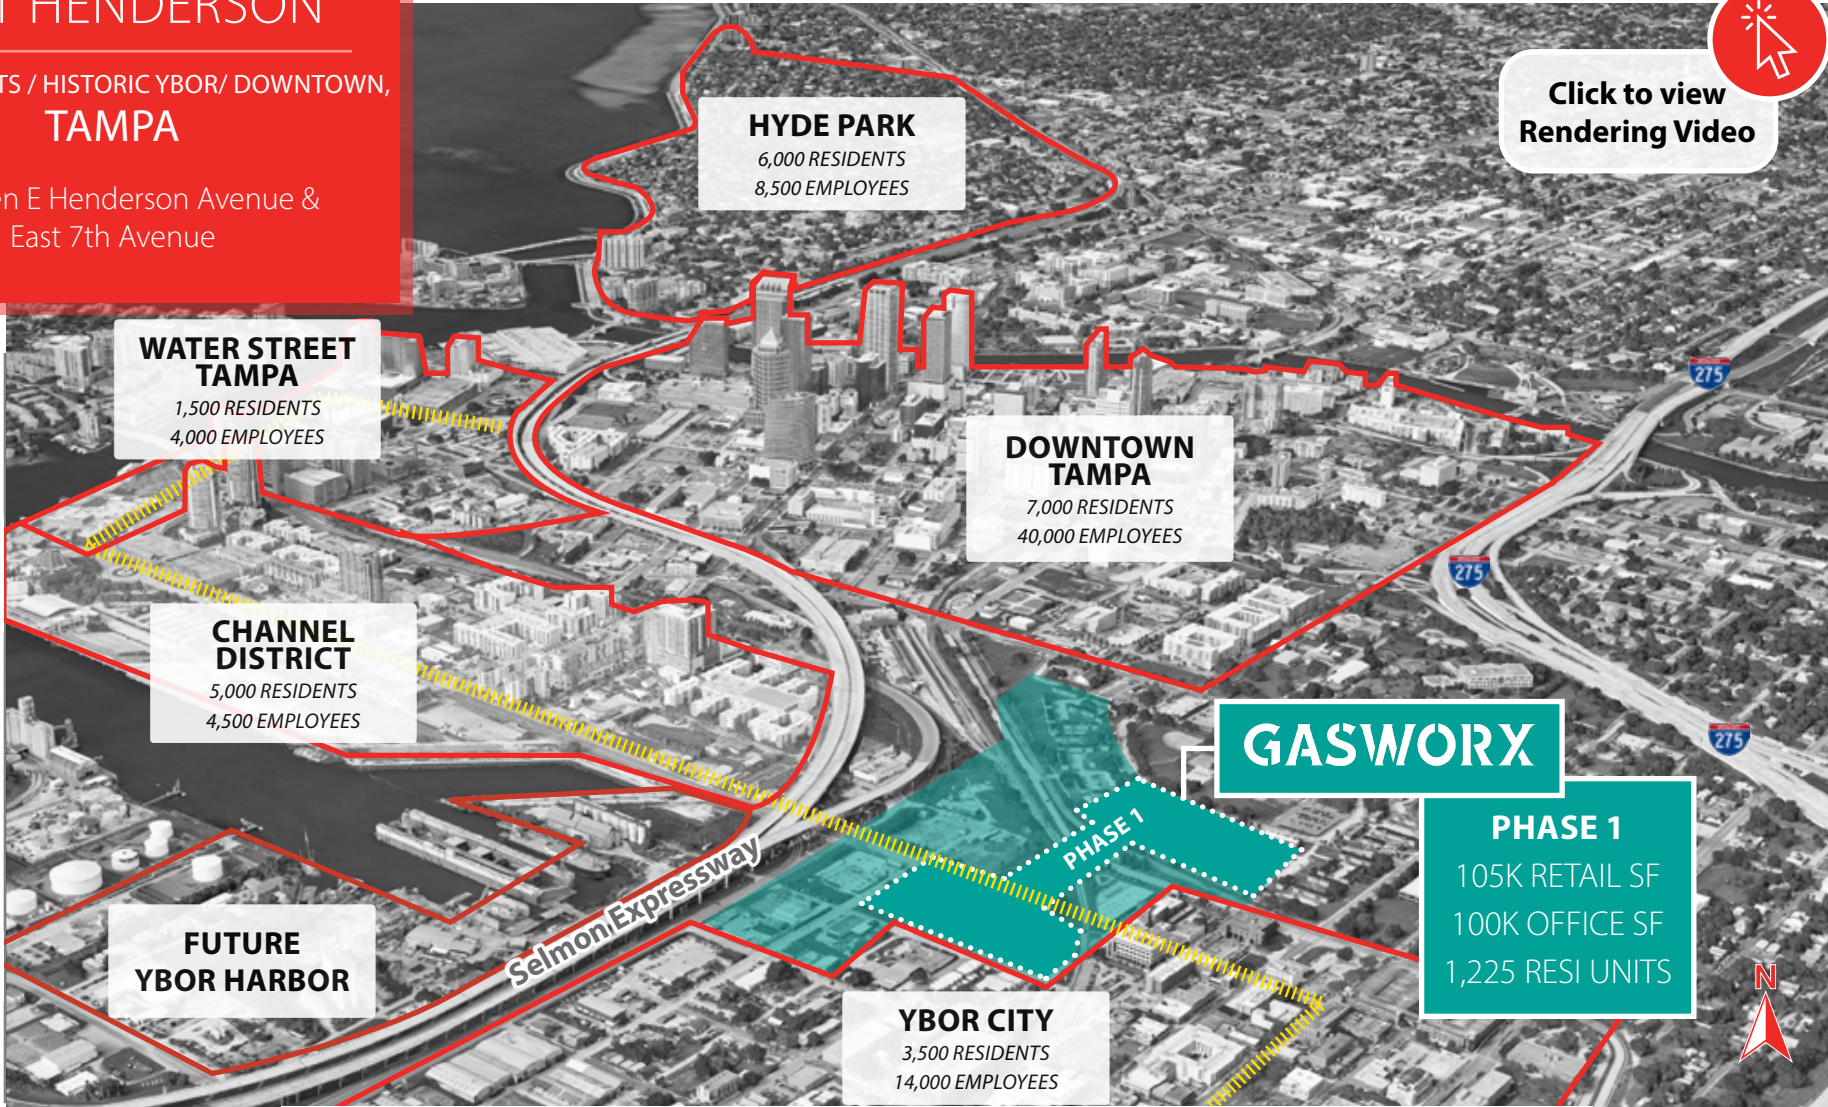 HENDERSON
/ HISTORIC YBOR/ DOWNTOWN,
TAMPA
E Henderson Avenue &
East 7th Avenue
Click to view
Rendering Video
HYDE PARK
6,000 RESIDENTS
8,500 EMPLOYEES
WATER STREET
TAMPA
1,500 RESIDENTS
4,000 EMPLOYEES
275
DOWNTOWN
TAMPA
7,000 RESIDENTS
40,000 EMPLOYEES
275
CHANNEL
DISTRICT
5,000 RESIDENTS
4,500 EMPLOYEES
275
GASWORX
PHASE 1
PHASE 1
105K RETAIL SF
100K OFFICE SF
1,225 RESI UNITS
Selmon Expressway
FUTURE
YBOR HARBOR
YBOR CITY
3,500 RESIDENTS
14,000 EMPLOYEES
N